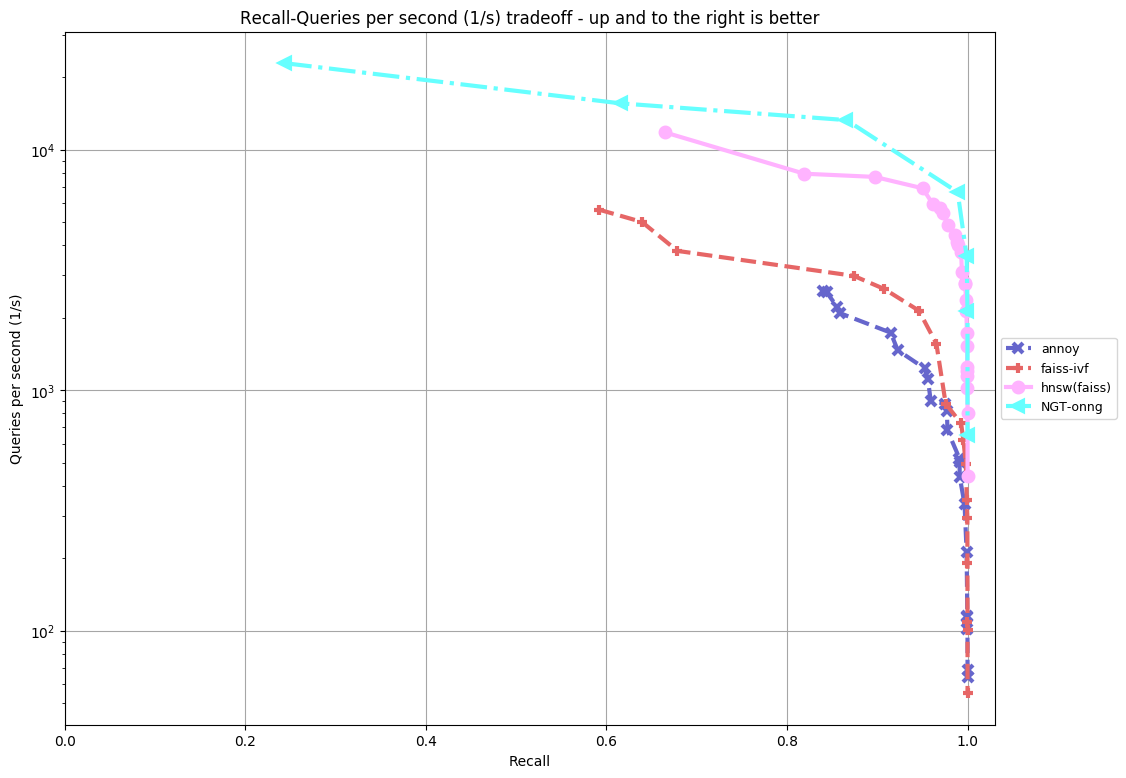 Recall-Queries per second (1/s) tradeoff - up and to the right is better
Queries per second (1/s)
10⁴
10³
10²
0.0 0.2 0.4 0.6 0.8 1.0
Recall
annoy
faiss-ivf
hnsw(faiss)
NGT-onng